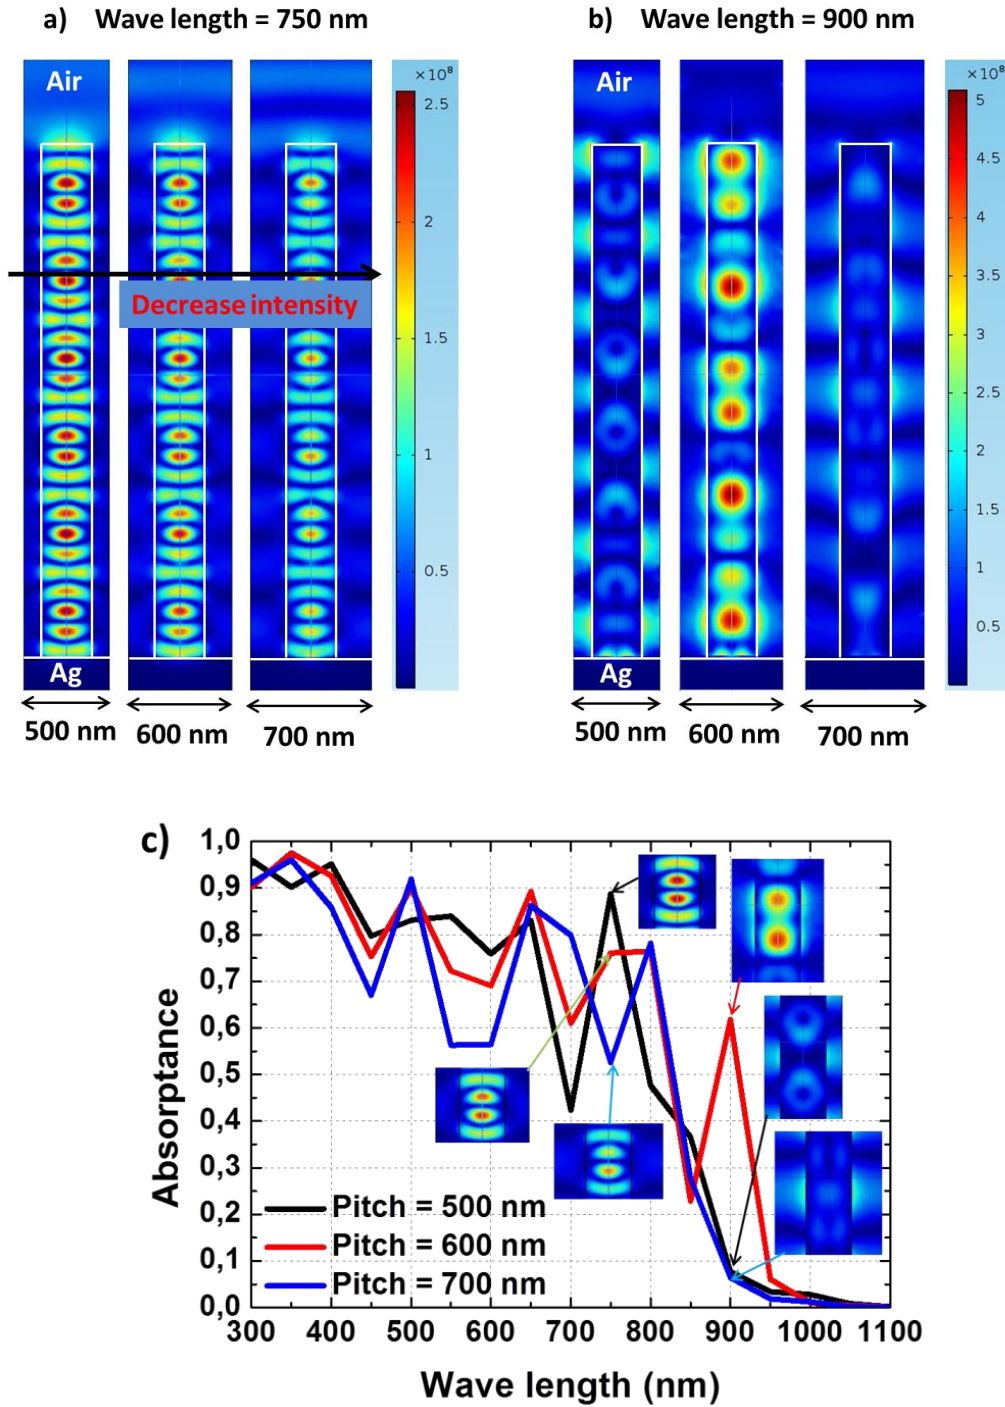 a) Wave length = 750 nm
b) Wave length = 900 nm
Air
×10⁸
2.5
2
1.5
1
0.5
Decrease intensity
Ag
500 nm
600 nm
700 nm
Air
×10⁸
5
4.5
4
3.5
3
2.5
2
1.5
1
0.5
Ag
500 nm
600 nm
700 nm
c)
1,0
0,9
0,8
0,7
0,6
0,5
0,4
0,3
0,2
0,1
0,0
Absorptance
Pitch = 500 nm
Pitch = 600 nm
Pitch = 700 nm
300 400 500 600 700 800 900 1000 1100
Wave length (nm)